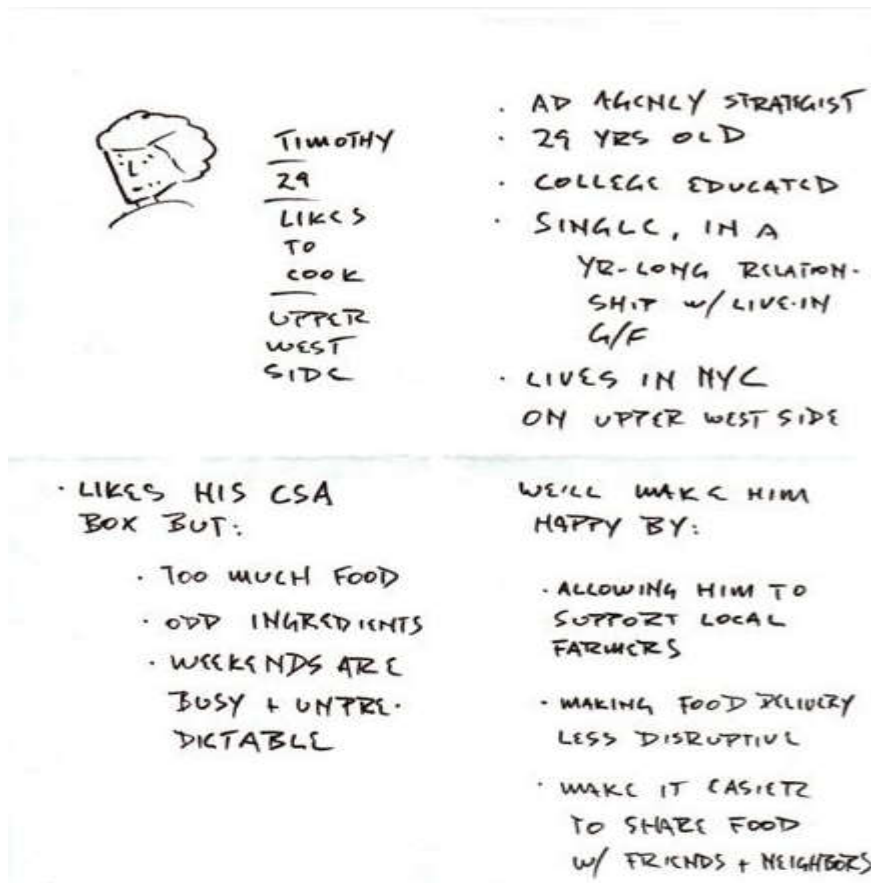 TIMOTHY
29
LIKES
TO
COOK
UPPER
WEST
SIDE
· AD AGENCY STRATEGIST
· 29 YRS OLD
· COLLEGE EDUCATED
· SINGLE, IN A
YR-LONG RELATION-
SHIP w/ LIVE-IN
G/F
· LIVES IN NYC
ON UPPER WEST SIDE
· LIKES HIS CSA
BOX BUT:
· TOO MUCH FOOD
· ODD INGREDIENTS
· WEEKENDS ARE
BUSY + UNPRE-
DICTABLE
WE'LL MAKE HIM
HAPPY BY:
· ALLOWING HIM TO
SUPPORT LOCAL
FARMERS
· MAKING FOOD DELIVERY
LESS DISRUPTIVE
· MAKE IT EASIER
TO SHARE FOOD
w/ FRIENDS + NEIGHBORS